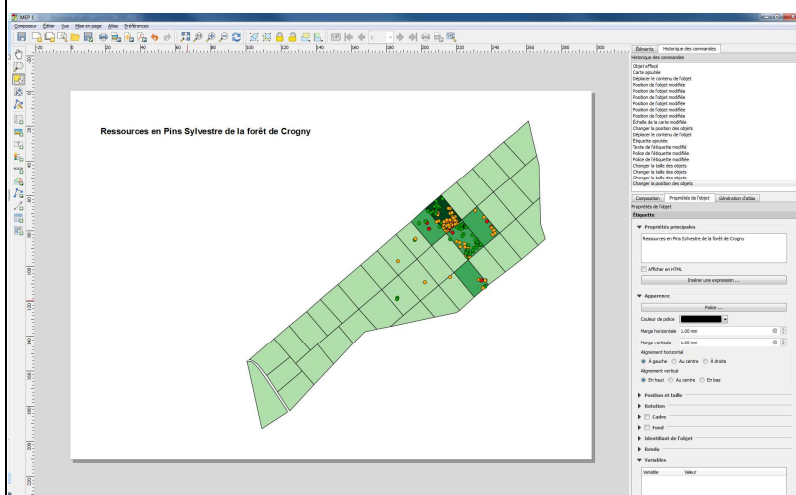 MEP 1
Composeur Éditer Vue Mise en page Atlas Préférences
Éléments Historique des commandes
Historique des commandes
Objet effacé
Carte ajoutée
Déplacer le contenu de l'objet
Position de l'objet modifiée
Position de l'objet modifiée
Position de l'objet modifiée
Position de l'objet modifiée
Position de l'objet modifiée
Échelle de la carte modifiée
Changer la position des objets
Déplacer le contenu de l'objet
Étiquette ajoutée
Texte de l'étiquette modifié
Police de l'étiquette modifiée
Police de l'étiquette modifiée
Changer la taille des objets
Changer la taille des objets
Changer la taille des objets
Changer la position des objets
Ressources en Pins Sylvestre de la forêt de Crogny
Composition Propriétés de l'objet Génération d'atlas
Propriétés de l'objet
Étiquette
Propriétés principales
Ressources en Pins Sylvestre de la forêt de Crogny
Afficher en HTML
Insérer une expression ...
Apparence
Police ...
Couleur de police
Marge horizontale 1.00 mm
Marge verticale 1.00 mm
Alignement horizontal
À gauche Au centre À droite
Alignement vertical
En haut Au centre En bas
Position et taille
Rotation
Cadre
Fond
Identifiant de l'objet
Rendu
Variables
Variable Valeur